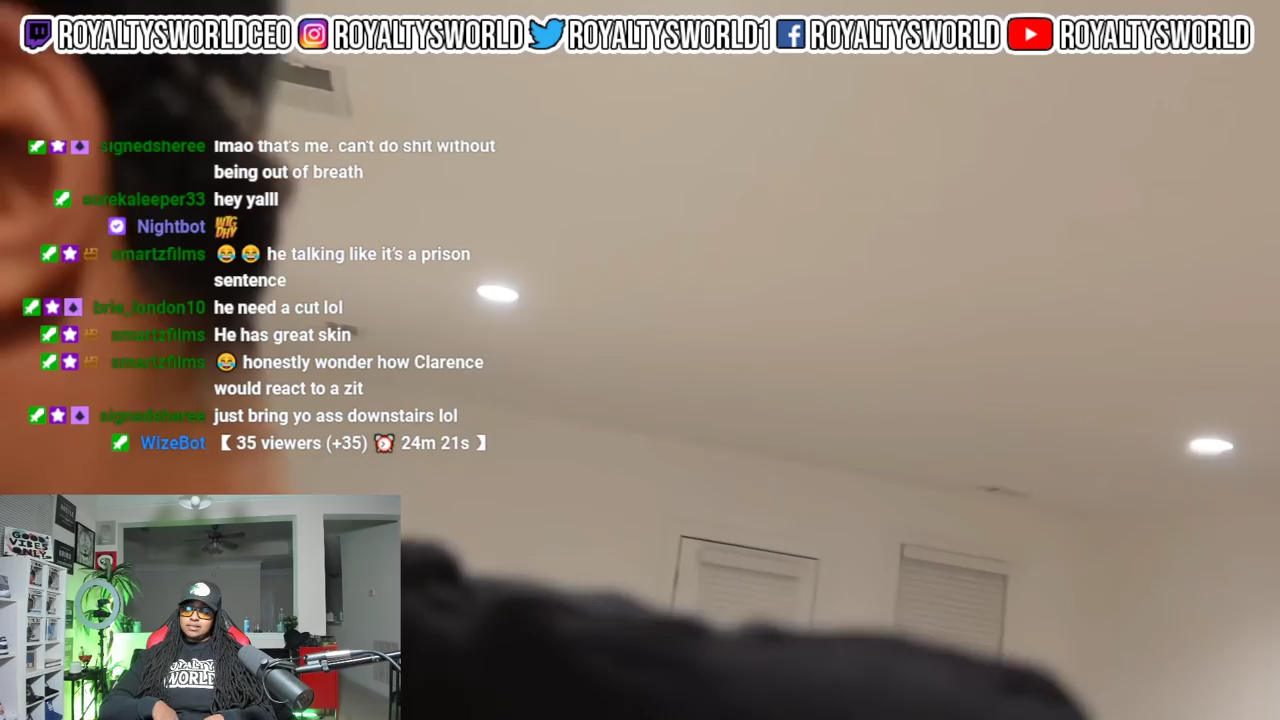 ROYALTYSWORLDCEO ROYALTYSWORLD ROYALTYSWORLD1 ROYALTYSWORLD ROYALTYSWORLD
signedsheree lmao that's me. can't do shit without
being out of breath
eurekaleeper33 hey yalll
Nightbot
smartzfilms 😂 😂 he talking like it's a prison
sentence
brie_london10 he need a cut lol
smartzfilms He has great skin
smartzfilms 😂 honestly wonder how Clarence
would react to a zit
signedsheree just bring yo ass downstairs lol
WizeBot 【 35 viewers (+35) ⏰ 24m 21s 】
GOOD
VIBES
ONLY
ROYALTY
WORLD